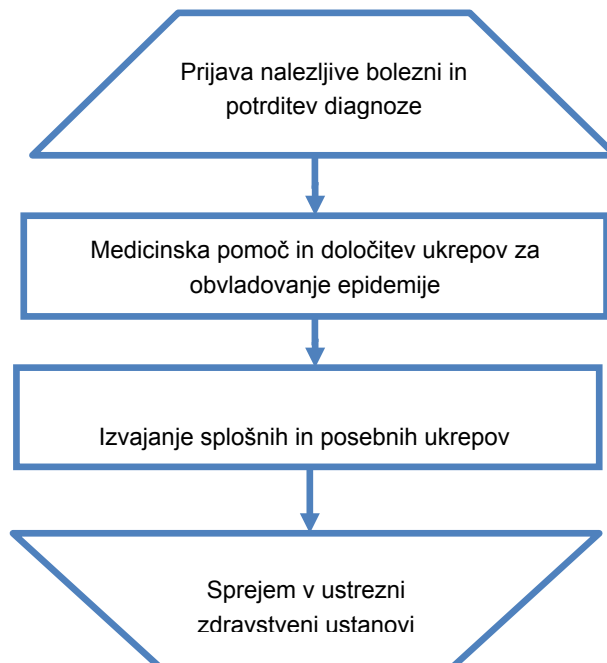 Prijava nalezljive bolezni in
potrditev diagnoze
Medicinska pomoč in določitev ukrepov za
obvladovanje epidemije
Izvajanje splošnih in posebnih ukrepov
Sprejem v ustrezni
zdravstveni ustanovi